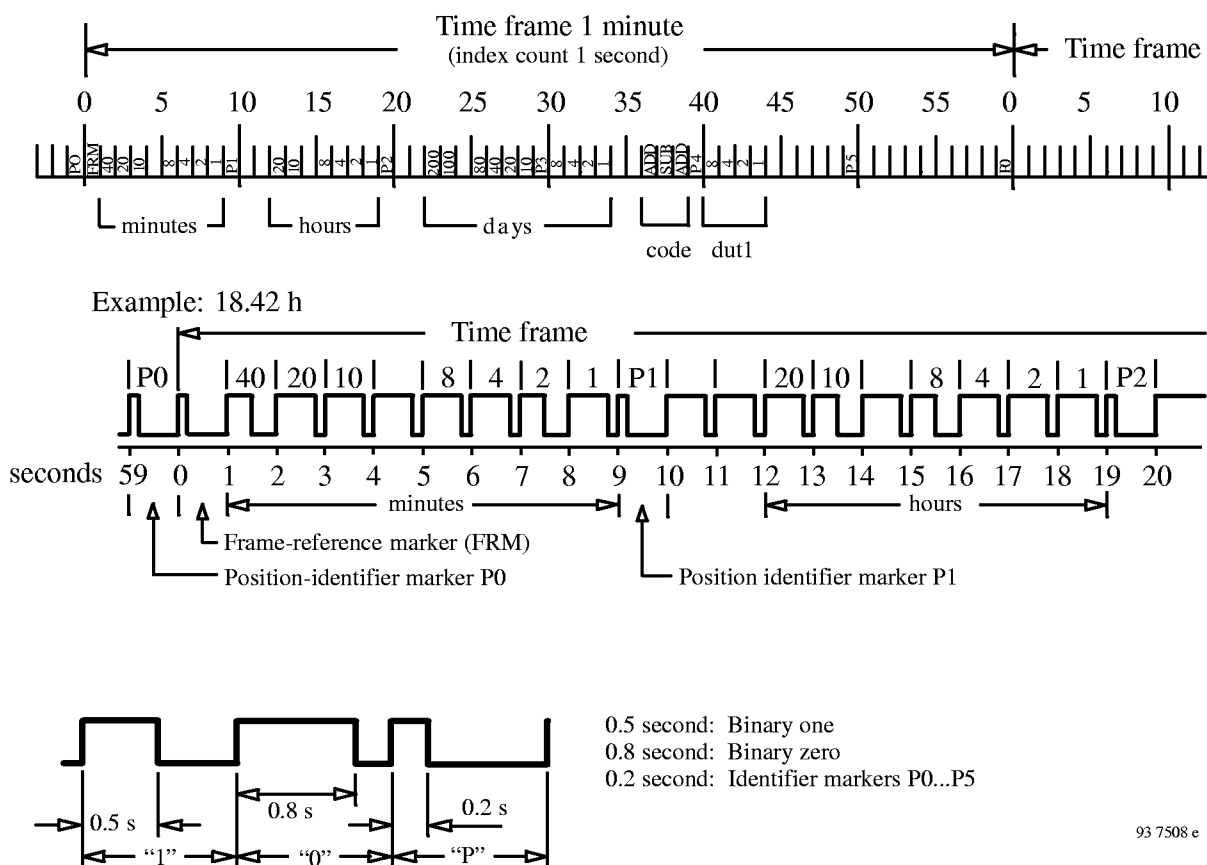 Time frame 1 minute
(index count 1 second)
Time frame
0 5 10 15 20 25 30 35 40 45 50 55 0 5 10
P0 FRM 40 20 10 8 4 2 1 P1 20 10 8 4 2 1 P2 200 100 80 40 20 10 P3 8 4 2 1 ADD SUB ADD P4 8 4 2 1 P5 P0
minutes hours days
code dut1
Example: 18.42 h
Time frame
P0 40 20 10 8 4 2 1 P1 20 10 8 4 2 1 P2
seconds 59 0 1 2 3 4 5 6 7 8 9 10 11 12 13 14 15 16 17 18 19 20
minutes hours
Frame-reference marker (FRM)
Position-identifier marker P0
Position identifier marker P1
0.5 second: Binary one
0.8 second: Binary zero
0.2 second: Identifier markers P0...P5
0.5 s 0.8 s 0.2 s
“1” “0” “P”
93 7508 e